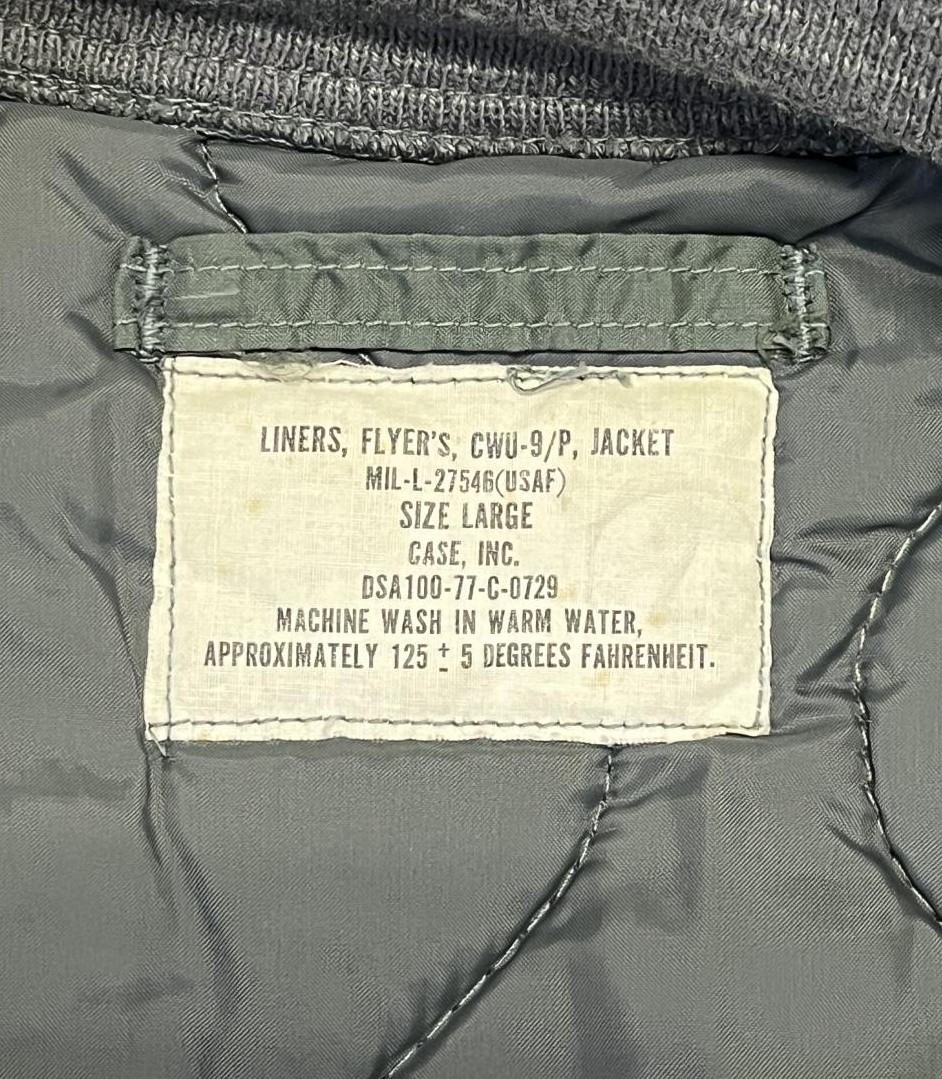 LINERS, FLYER'S, CWU-9/P, JACKET
MIL-L-27546(USAF)
SIZE LARGE
CASE, INC.
DSA100-77-C-0729
MACHINE WASH IN WARM WATER,
APPROXIMATELY 125 ± 5 DEGREES FAHRENHEIT.